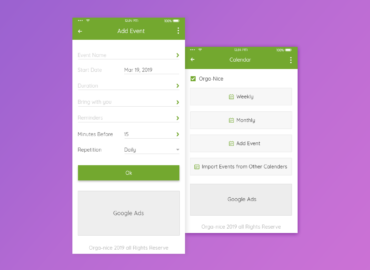 Add Event
Event Name
Start Date Mar 19, 2019
Duration
Bring with you
Reminders
Minutes Before 15
Repetition Daily
Ok
Google Ads
Orgo nice 2019 all Rights Reserve
Calendar
Orgo Nice
Weekly
Monthly
Add Event
Import Events from Other Calenders
Google Ads
Orgo nice 2019 all Rights Reserve